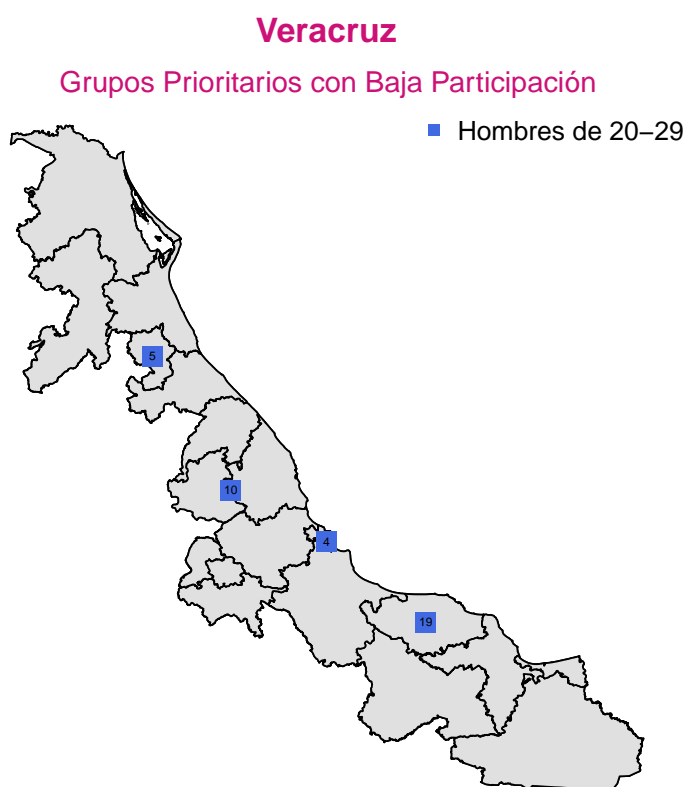 Veracruz
Grupos Prioritarios con Baja Participación
Hombres de 20−29
5
10
4
19